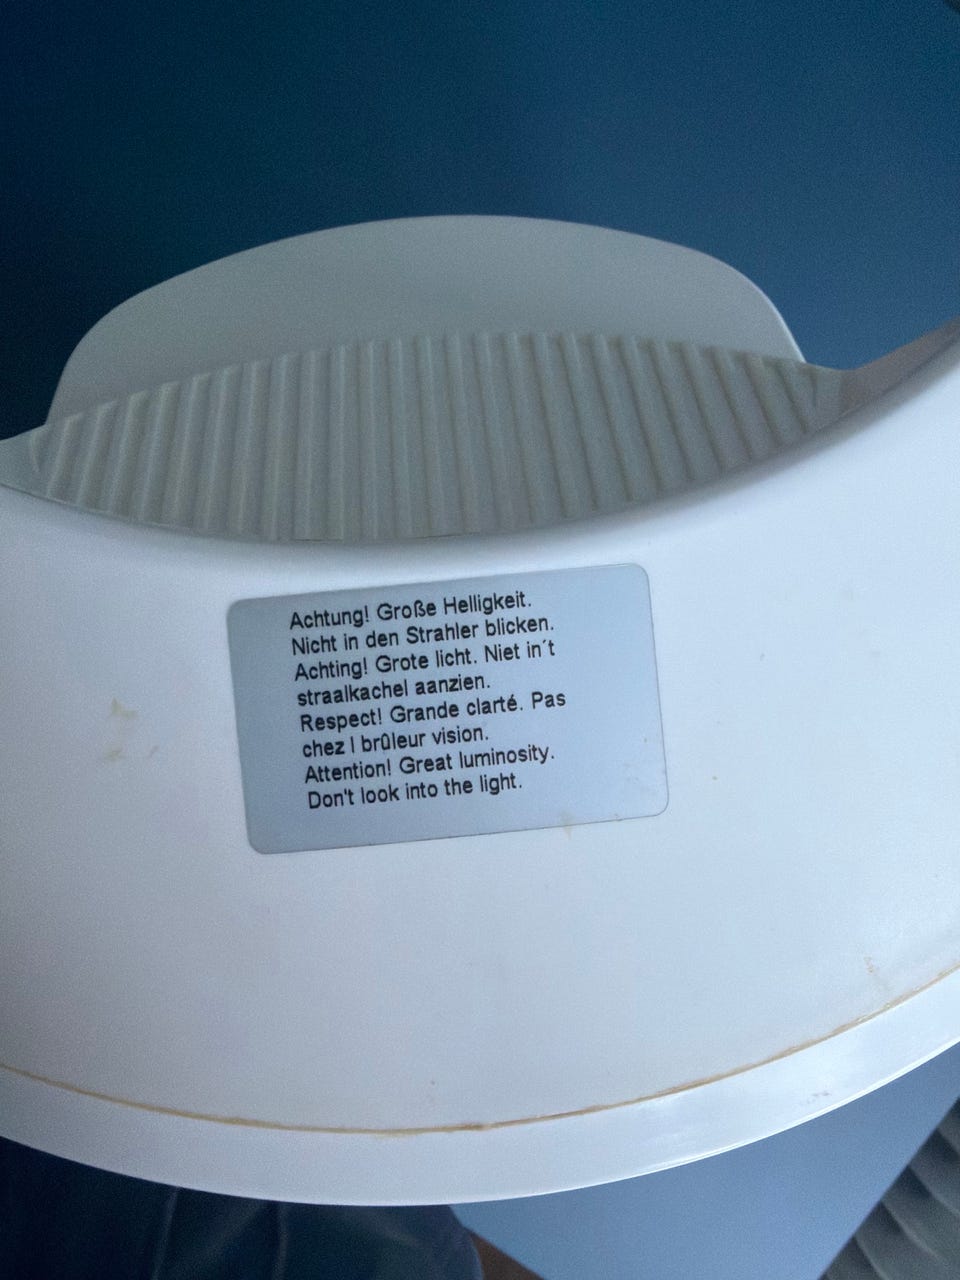 Achtung! Große Helligkeit.
Nicht in den Strahler blicken.
Achting! Grote licht. Niet in´t
straalkachel aanzien.
Respect! Grande clarté. Pas
chez l brûleur vision.
Attention! Great luminosity.
Don't look into the light.